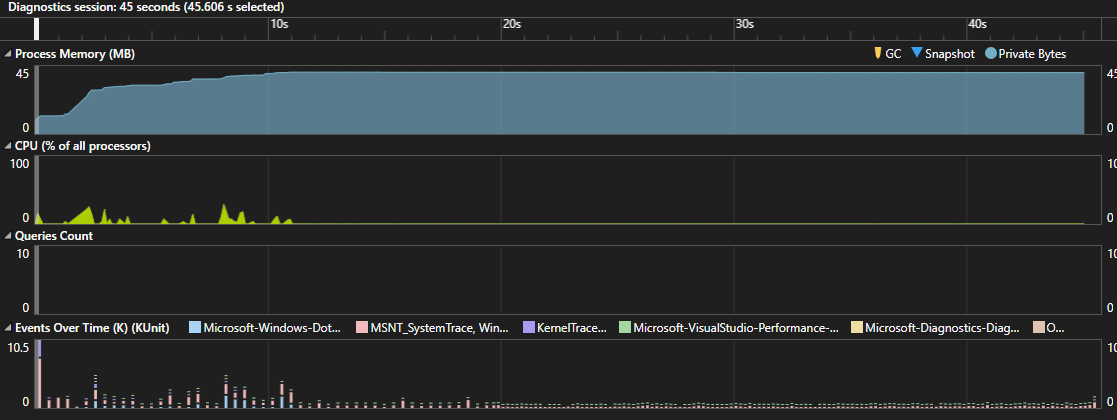 Diagnostics session: 45 seconds (45.606 s selected)
10s 20s 30s 40s
Process Memory (MB) GC Snapshot Private Bytes
45 45
0 0
CPU (% of all processors)
100 10
0 0
Queries Count
10 10
0 0
Events Over Time (K) (KUnit) Microsoft-Windows-Dot... MSNT_SystemTrace, Win... KernelTrace... Microsoft-VisualStudio-Performance-... Microsoft-Diagnostics-Diag... O...
10.5 10
0 0